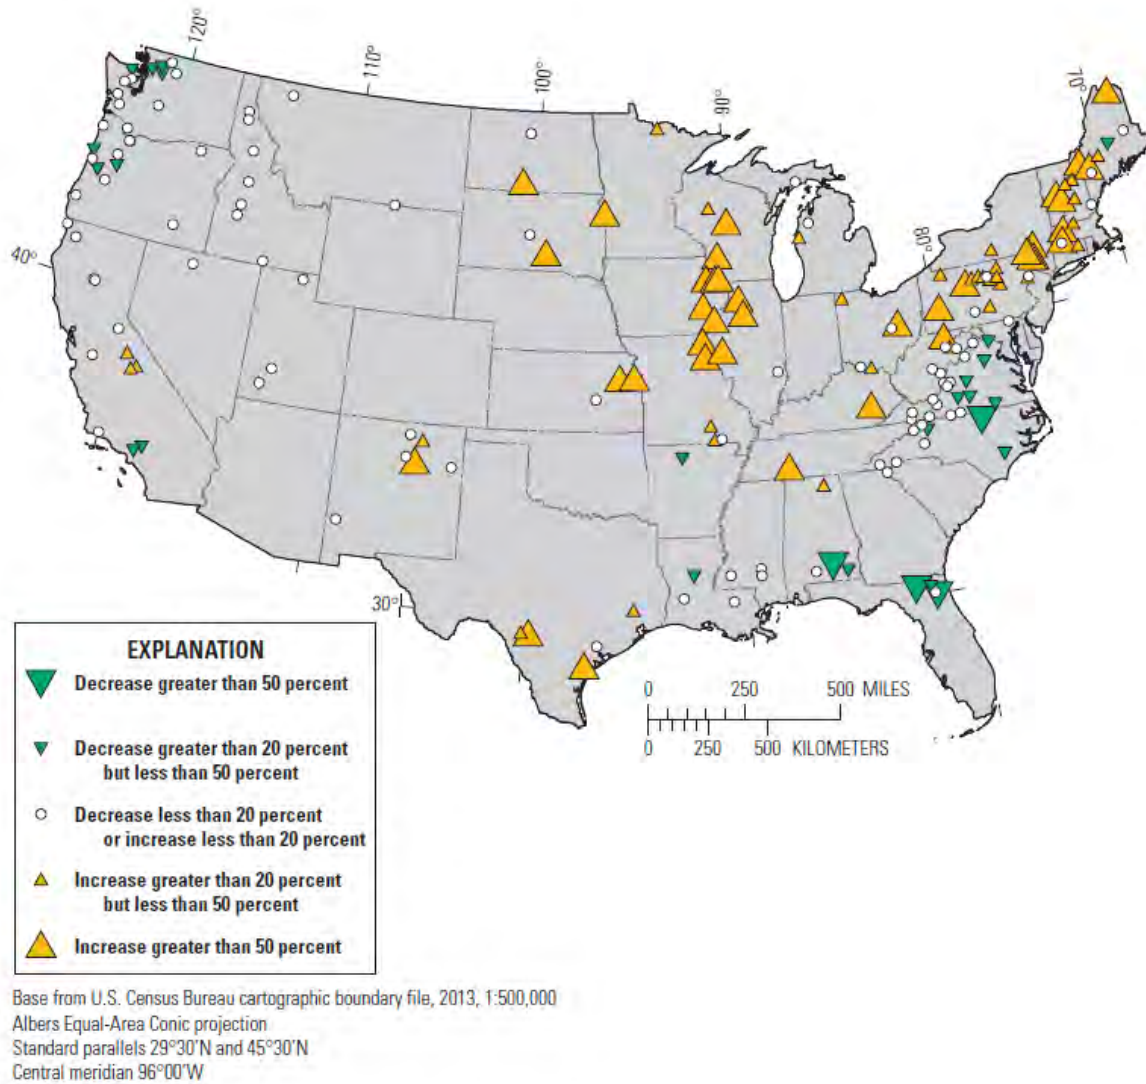 120°
110°
100°
90°
70°
80°
40°
30°
EXPLANATION
Decrease greater than 50 percent
Decrease greater than 20 percent
but less than 50 percent
Decrease less than 20 percent
or increase less than 20 percent
Increase greater than 20 percent
but less than 50 percent
Increase greater than 50 percent
0 250 500 MILES
0 250 500 KILOMETERS
Base from U.S. Census Bureau cartographic boundary file, 2013, 1:500,000
Albers Equal-Area Conic projection
Standard parallels 29°30'N and 45°30'N
Central meridian 96°00'W